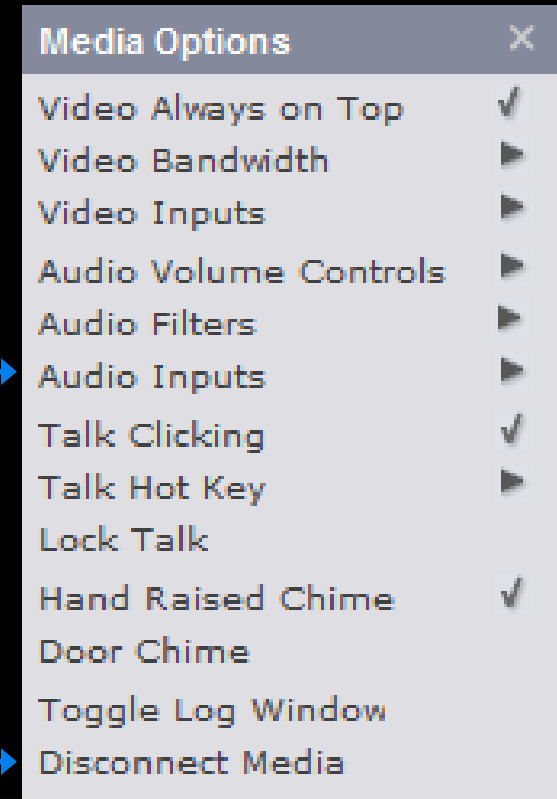 Media Options
Video Always on Top
Video Bandwidth
Video Inputs
Audio Volume Controls
Audio Filters
Audio Inputs
Talk Clicking
Talk Hot Key
Lock Talk
Hand Raised Chime
Door Chime
Toggle Log Window
Disconnect Media